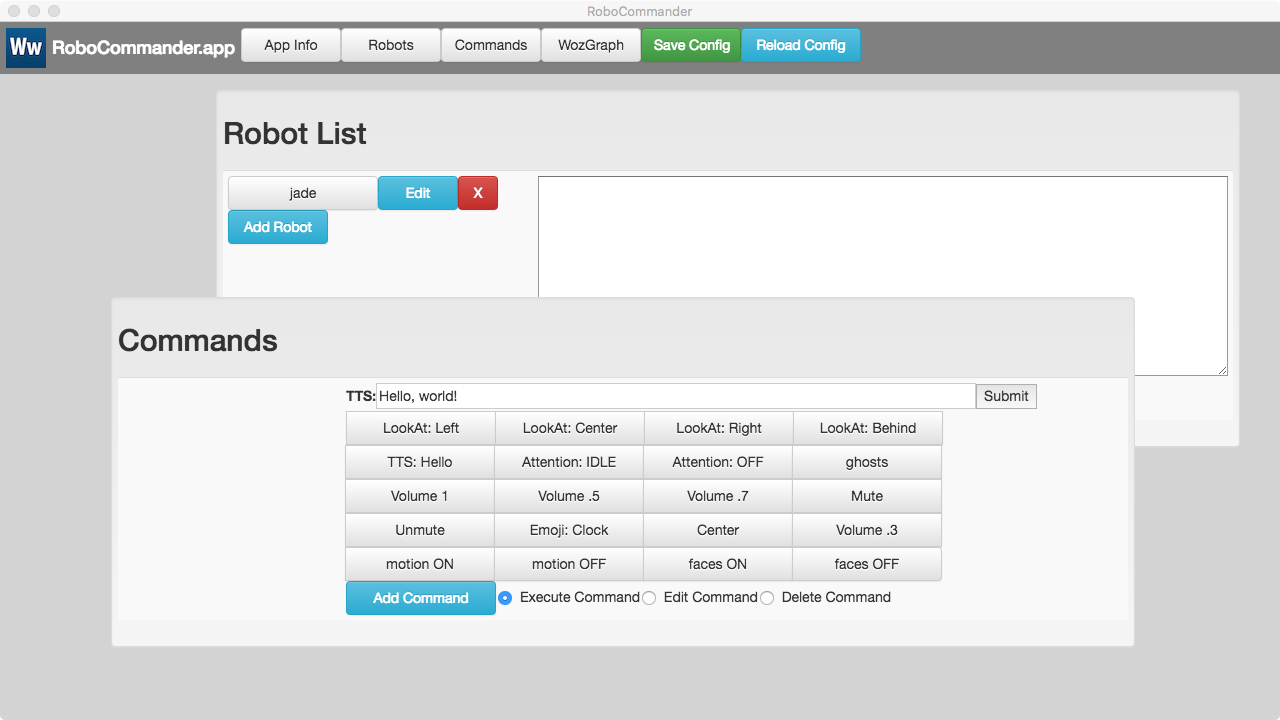 RoboCommander
Ww RoboCommander.app App Info Robots Commands WozGraph Save Config Reload Config
Robot List
jade Edit X
Add Robot
Commands
TTS: Hello, world! Submit
LookAt: Left LookAt: Center LookAt: Right LookAt: Behind
TTS: Hello Attention: IDLE Attention: OFF ghosts
Volume 1 Volume .5 Volume .7 Mute
Unmute Emoji: Clock Center Volume .3
motion ON motion OFF faces ON faces OFF
Add Command Execute Command Edit Command Delete Command